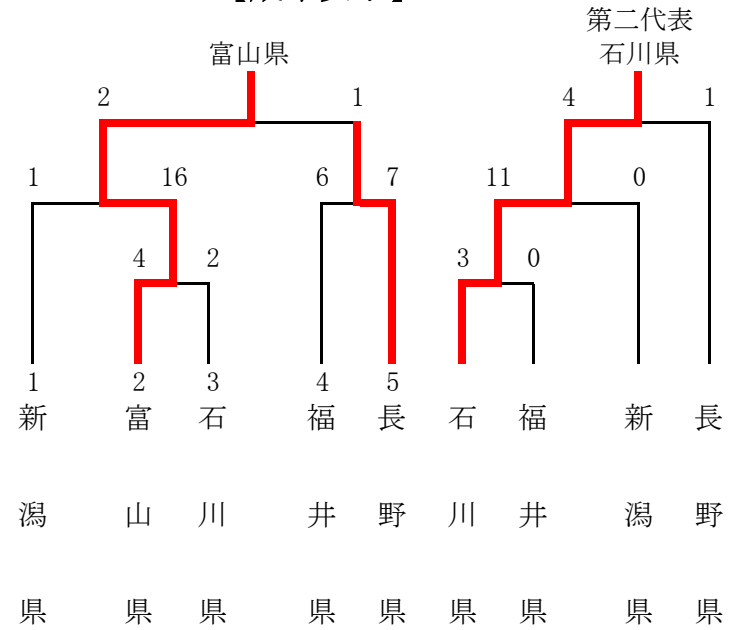 第二代表
富山県 石川県
2 1 4 1
1 16 6 7 11 0
4 2 3 0
1 2 3 4 5
新潟県 富山県 石川県 福井県 長野県 石川県 福井県 新潟県 長野県